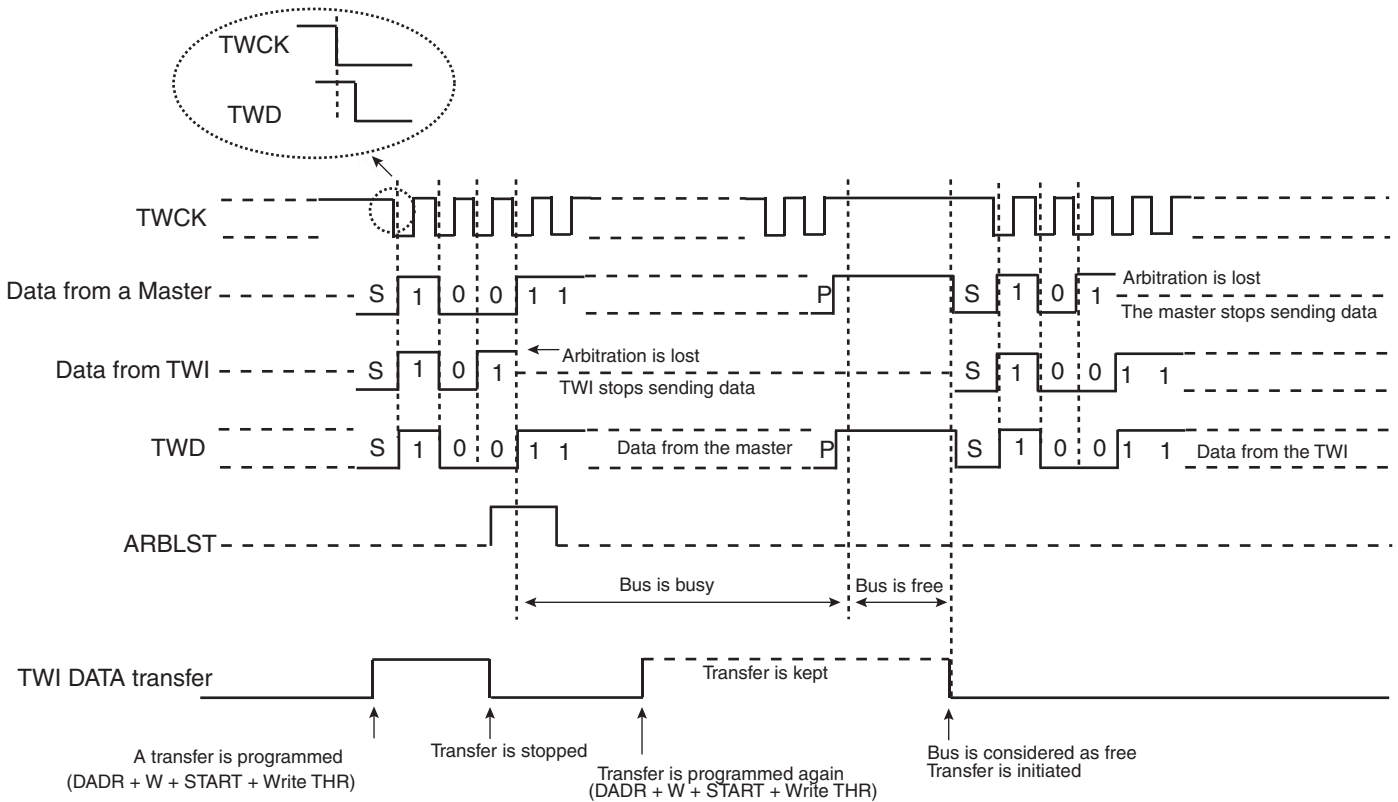 TWCK
TWD
TWCK
Data from a Master S 1 0 0 1 1 P S 1 0 1 Arbitration is lost
The master stops sending data
Data from TWI S 1 0 1 Arbitration is lost S 1 0 0 1 1
TWI stops sending data
TWD S 1 0 0 1 1 Data from the master P S 1 0 0 1 1 Data from the TWI
ARBLST
Bus is busy Bus is free
TWI DATA transfer Transfer is kept
A transfer is programmed
(DADR + W + START + Write THR)
Transfer is stopped
Transfer is programmed again
(DADR + W + START + Write THR)
Bus is considered as free
Transfer is initiated